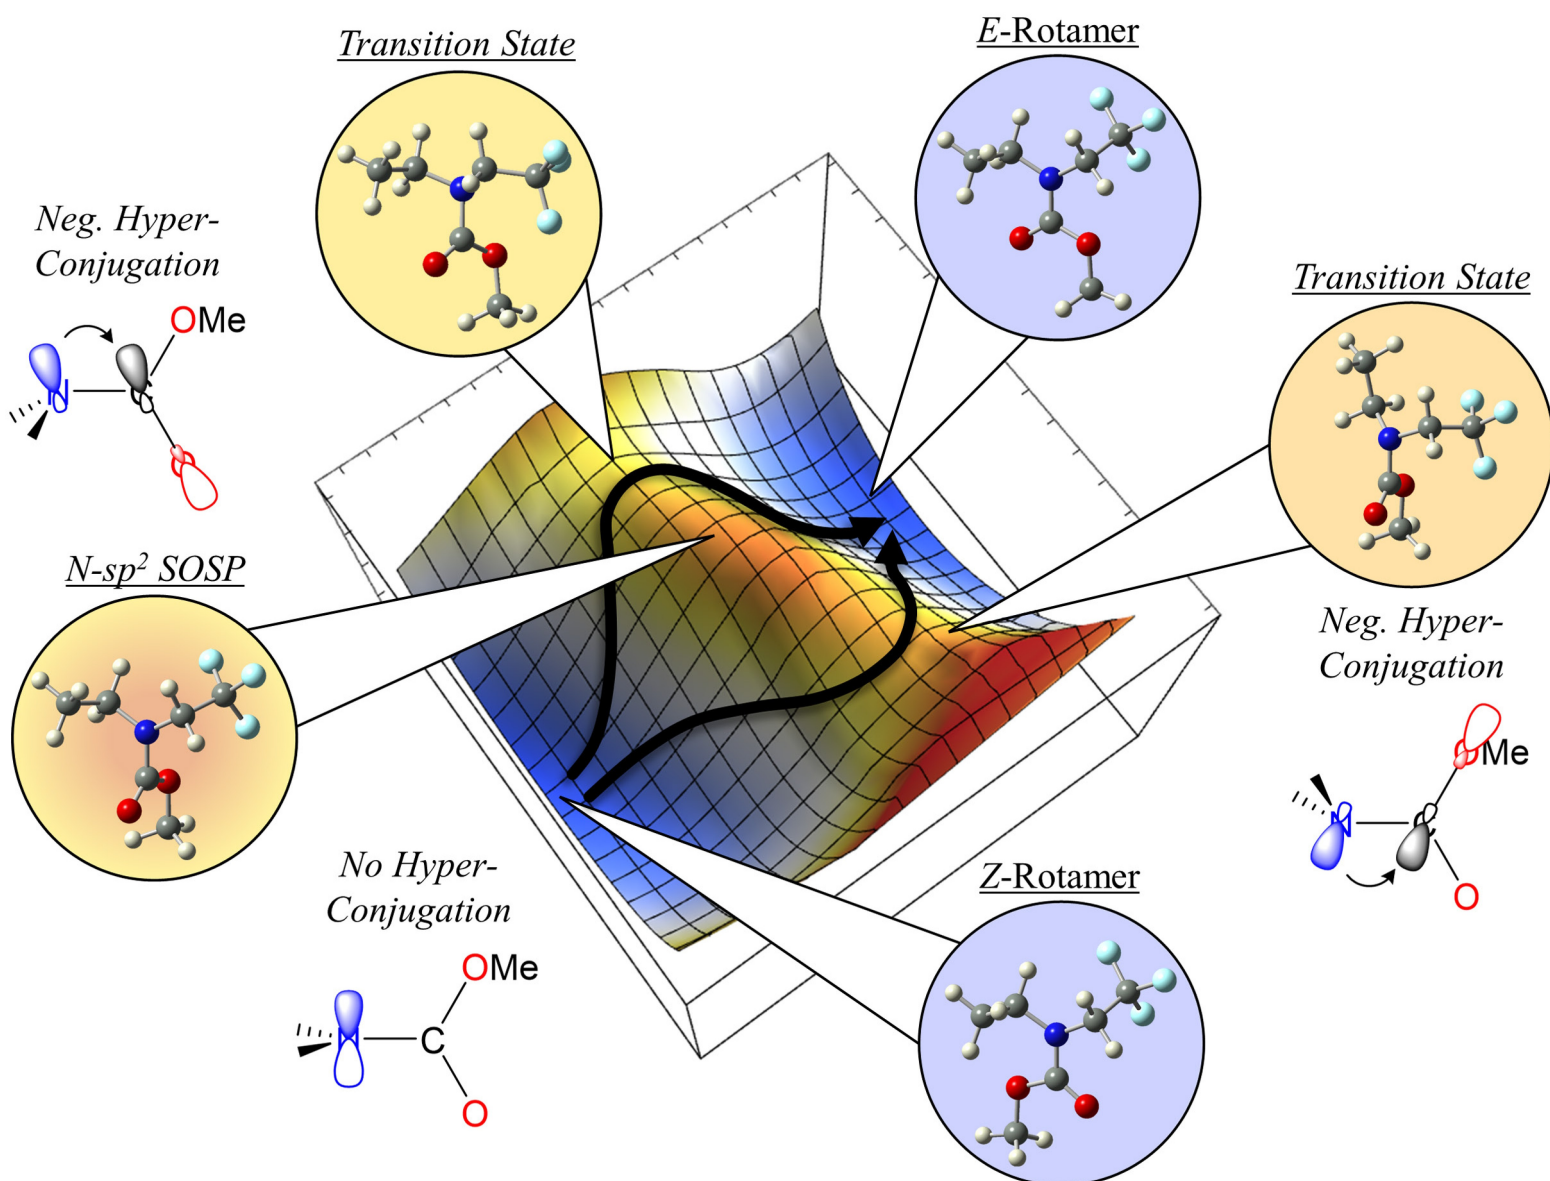 Transition State
E-Rotamer
Neg. Hyper-
Conjugation
OMe
N
C
O
Transition State
N-sp² SOSP
Neg. Hyper-
Conjugation
OMe
N
C
O
No Hyper-
Conjugation
OMe
N
C
O
Z-Rotamer